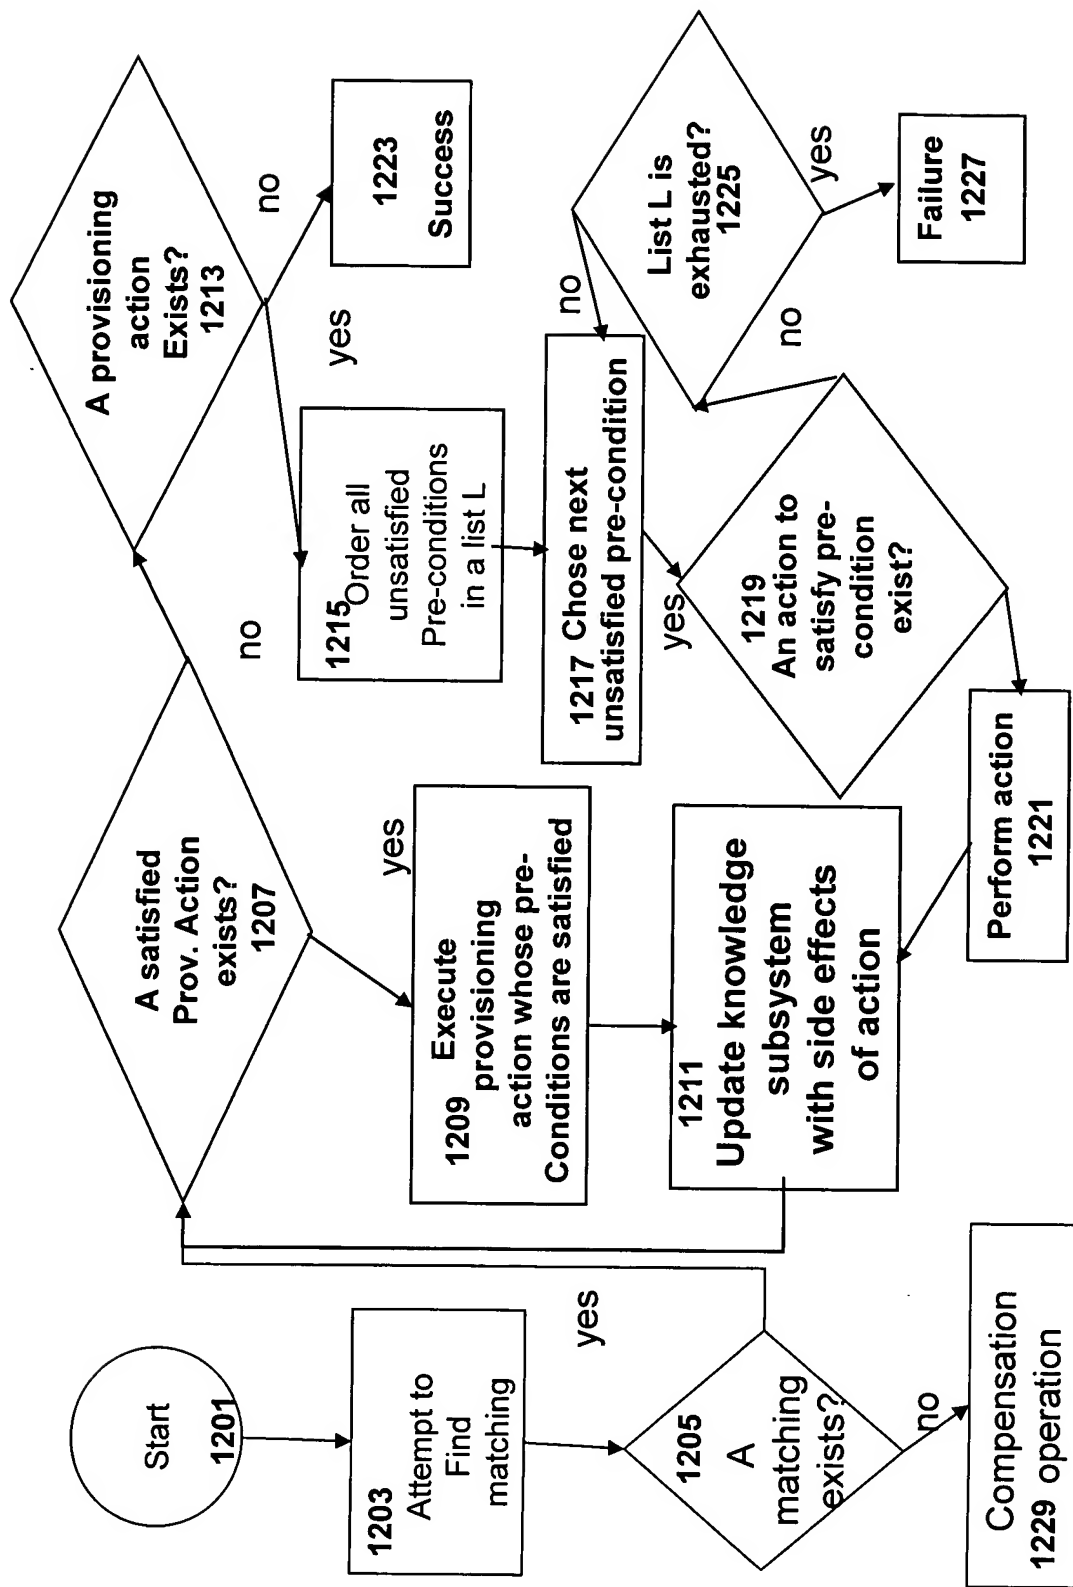 Start
1201
1203
Attempt to
Find
matching
1205
A
matching
exists?
yes
no
Compensation
1229 operation
A satisfied
Prov. Action
exists?
1207
yes
no
1209 Execute
provisioning
action whose pre-
Conditions are satisfied
1211
Update knowledge
subsystem
with side effects
of action
A provisioning
action
Exists?
1213
no
yes
1223
Success
1215 Order all
unsatisfied
Pre-conditions
in a list L
1217 Chose next
unsatisfied pre-condition
yes
1219
An action to
satisfy pre-
condition
exist?
Perform action
1221
no
no
List L is
exhausted?
1225
yes
Failure
1227